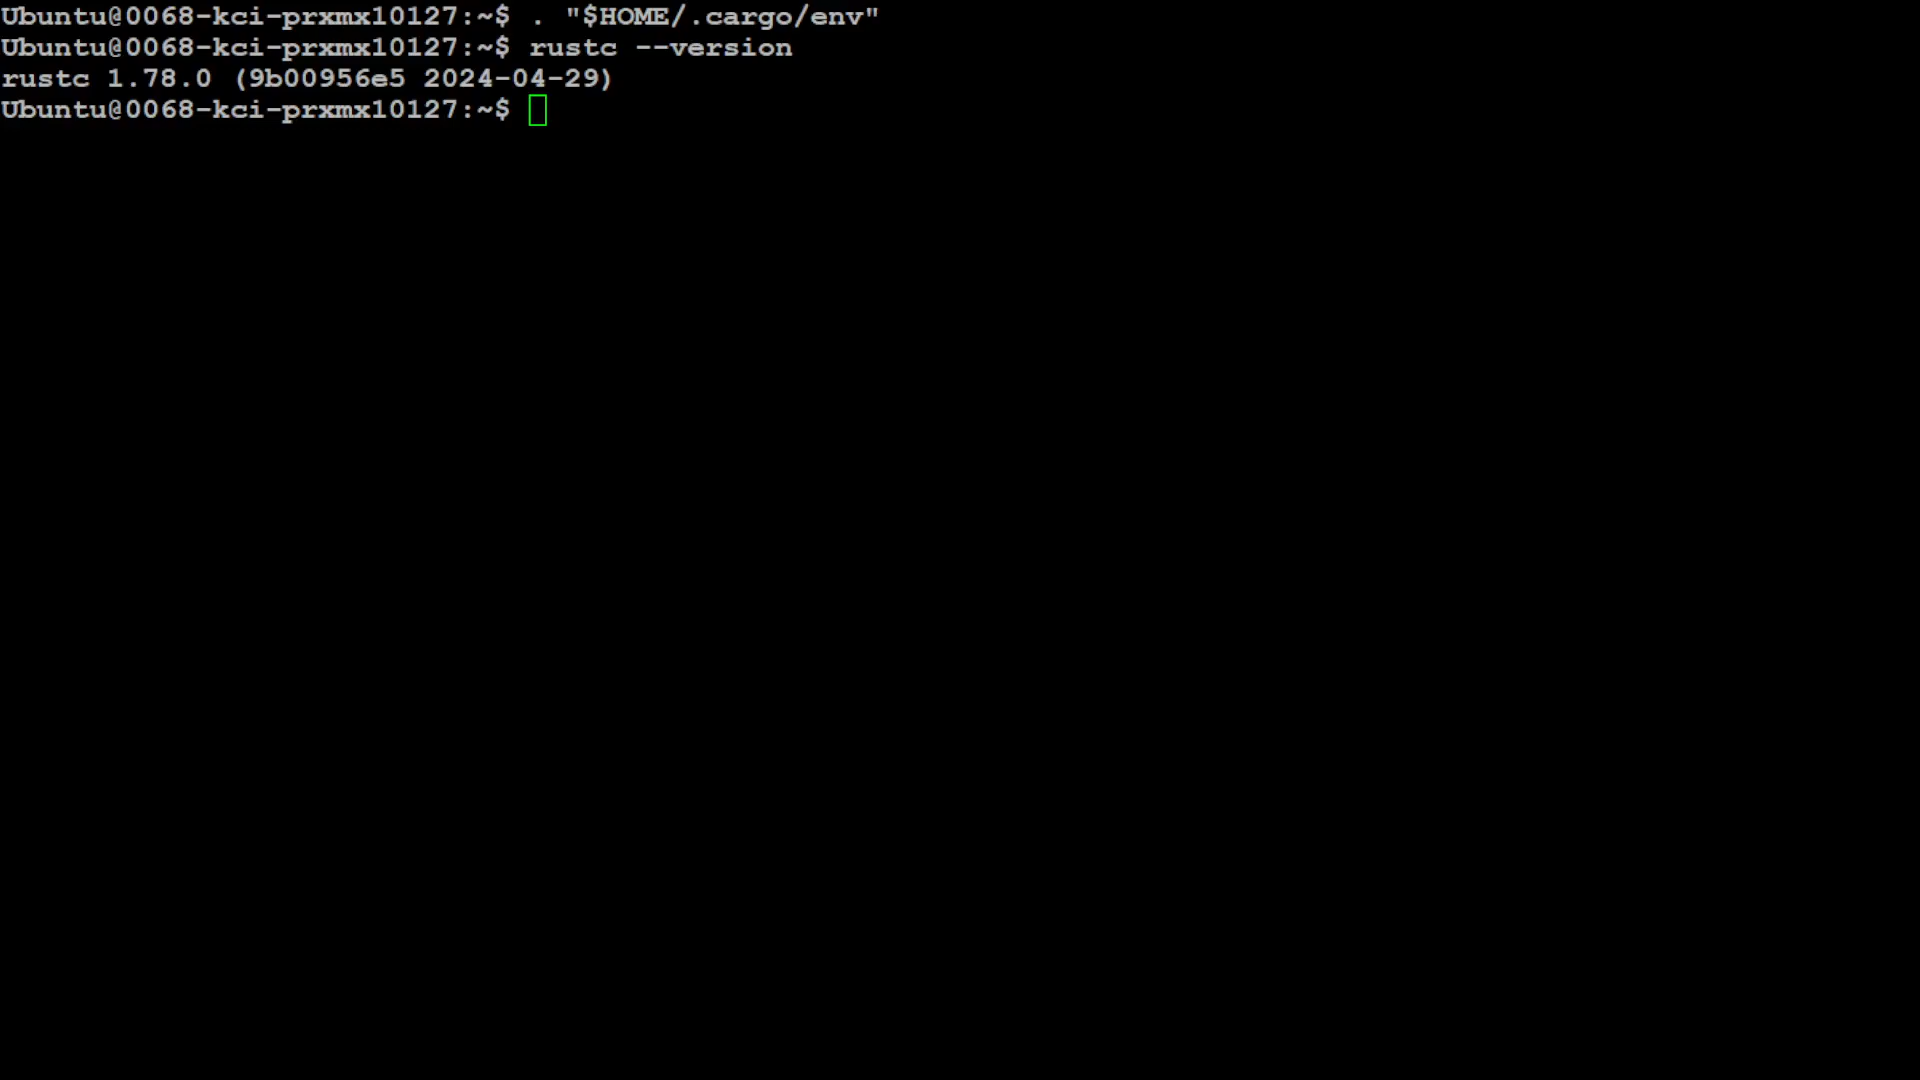 Ubuntu@0068-kci-prxmx10127:~$ . "$HOME/.cargo/env"
Ubuntu@0068-kci-prxmx10127:~$ rustc --version
rustc 1.78.0 (9b00956e5 2024-04-29)
Ubuntu@0068-kci-prxmx10127:~$